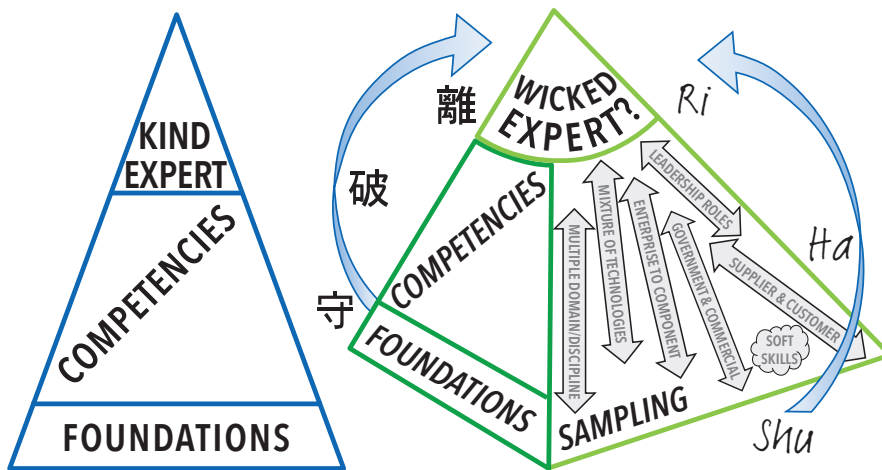 KIND
EXPERT
COMPETENCIES
FOUNDATIONS
離
破
守
WICKED
EXPERT?
COMPETENCIES
FOUNDATIONS
MULTIPLE DOMAIN/DISCIPLINE
MIXTURE OF TECHNOLOGIES
ENTERPRISE TO COMPONENT
GOVERNMENT & COMMERCIAL
LEADERSHIP ROLES
SUPPLIER & CUSTOMER
SOFT
SKILLS
SAMPLING
Ri
Ha
Shu